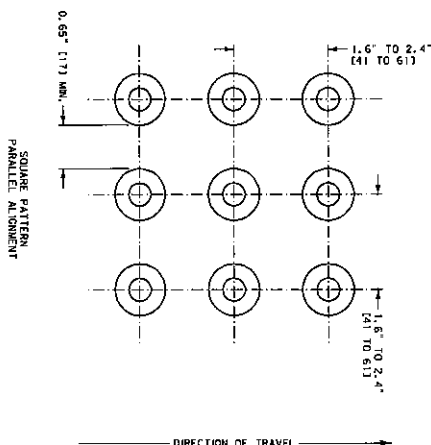 1.6" TO 2.4"
[41 TO 61]
0.65" [17] MIN.
SQUARE PATTERN
PARALLEL ALIGNMENT
1.6" TO 2.4"
[41 TO 61]
DIRECTION OF TRAVEL